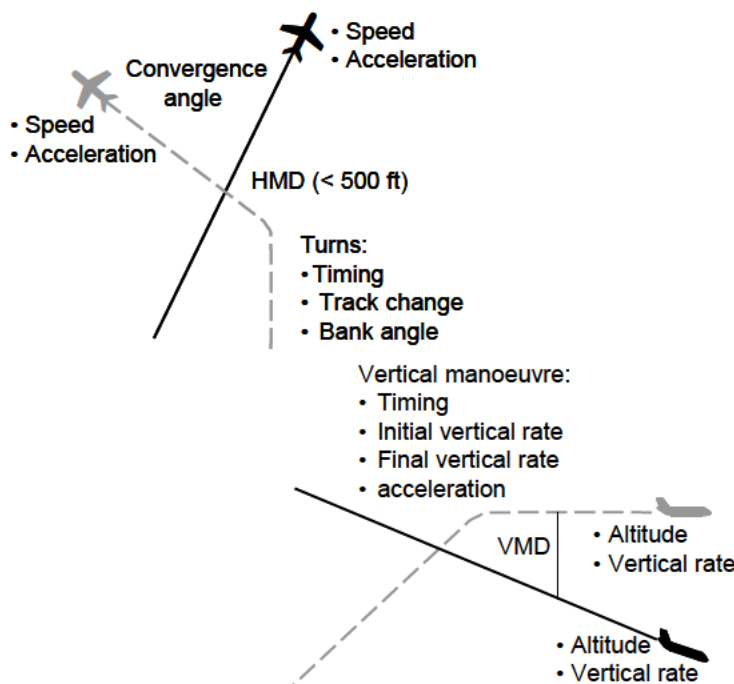 • Speed
• Acceleration
Convergence
angle
• Speed
• Acceleration
HMD (< 500 ft)
Turns:
• Timing
• Track change
• Bank angle
Vertical manoeuvre:
• Timing
• Initial vertical rate
• Final vertical rate
• acceleration
VMD
• Altitude
• Vertical rate
• Altitude
• Vertical rate